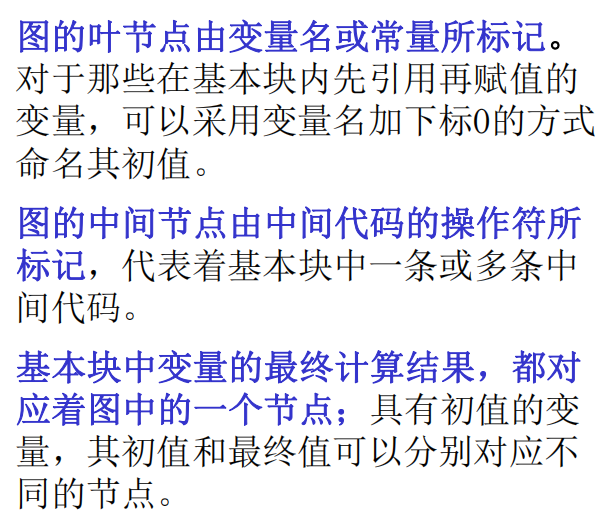 图的叶节点由变量名或常量所标记。
对于那些在基本块内先引用再赋值的
变量，可以采用变量名加下标0的方式
命名其初值。
图的中间节点由中间代码的操作符所
标记，代表着基本块中一条或多条中
间代码。
基本块中变量的最终计算结果，都对
应着图中的一个节点；具有初值的变
量，其初值和最终值可以分别对应不
同的节点。